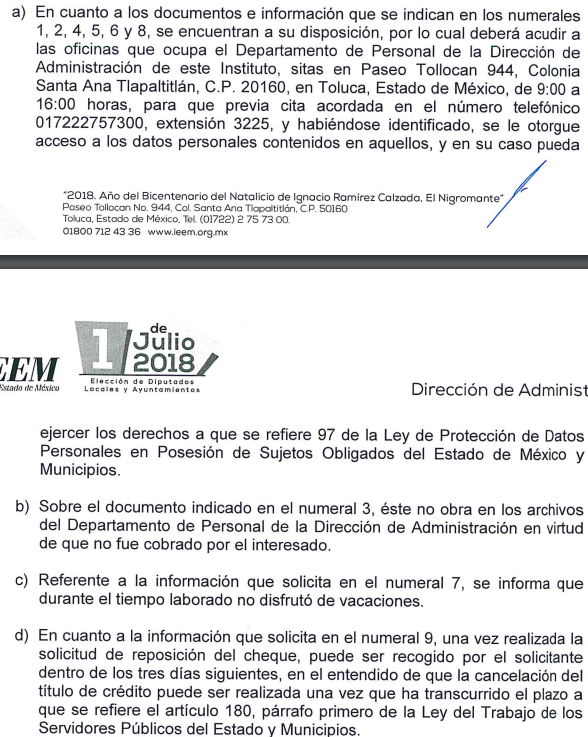 a) En cuanto a los documentos e información que se indican en los numerales
1, 2, 4, 5, 6 y 8, se encuentran a su disposición, por lo cual deberá acudir a
las oficinas que ocupa el Departamento de Personal de la Dirección de
Administración de este Instituto, sitas en Paseo Tollocan 944, Colonia
Santa Ana Tlapaltitlán, C.P. 20160, en Toluca, Estado de México, de 9:00 a
16:00 horas, para que previa cita acordada en el número telefónico
017222757300, extensión 3225, y habiéndose identificado, se le otorgue
acceso a los datos personales contenidos en aquellos, y en su caso pueda
"2018. Año del Bicentenario del Natalicio de Ignacio Ramírez Calzada, El Nigromante"
Paseo Tollocan No. 944, Col. Santa Ana Tlapaltitlán, C.P. 50160
Toluca, Estado de México, Tel. (01722) 2 75 73 00.
01800 712 43 36 www.ieem.org.mx
EEM
Estado de México
1 de
Julio
2018
Elección de Diputados
Locales y Ayuntamientos
Dirección de Administ
ejercer los derechos a que se refiere 97 de la Ley de Protección de Datos
Personales en Posesión de Sujetos Obligados del Estado de México y
Municipios.
b) Sobre el documento indicado en el numeral 3, éste no obra en los archivos
del Departamento de Personal de la Dirección de Administración en virtud
de que no fue cobrado por el interesado.
c) Referente a la información que solicita en el numeral 7, se informa que
durante el tiempo laborado no disfrutó de vacaciones.
d) En cuanto a la información que solicita en el numeral 9, una vez realizada la
solicitud de reposición del cheque, puede ser recogido por el solicitante
dentro de los tres días siguientes, en el entendido de que la cancelación del
título de crédito puede ser realizada una vez que ha transcurrido el plazo a
que se refiere el artículo 180, párrafo primero de la Ley del Trabajo de los
Servidores Públicos del Estado y Municipios.